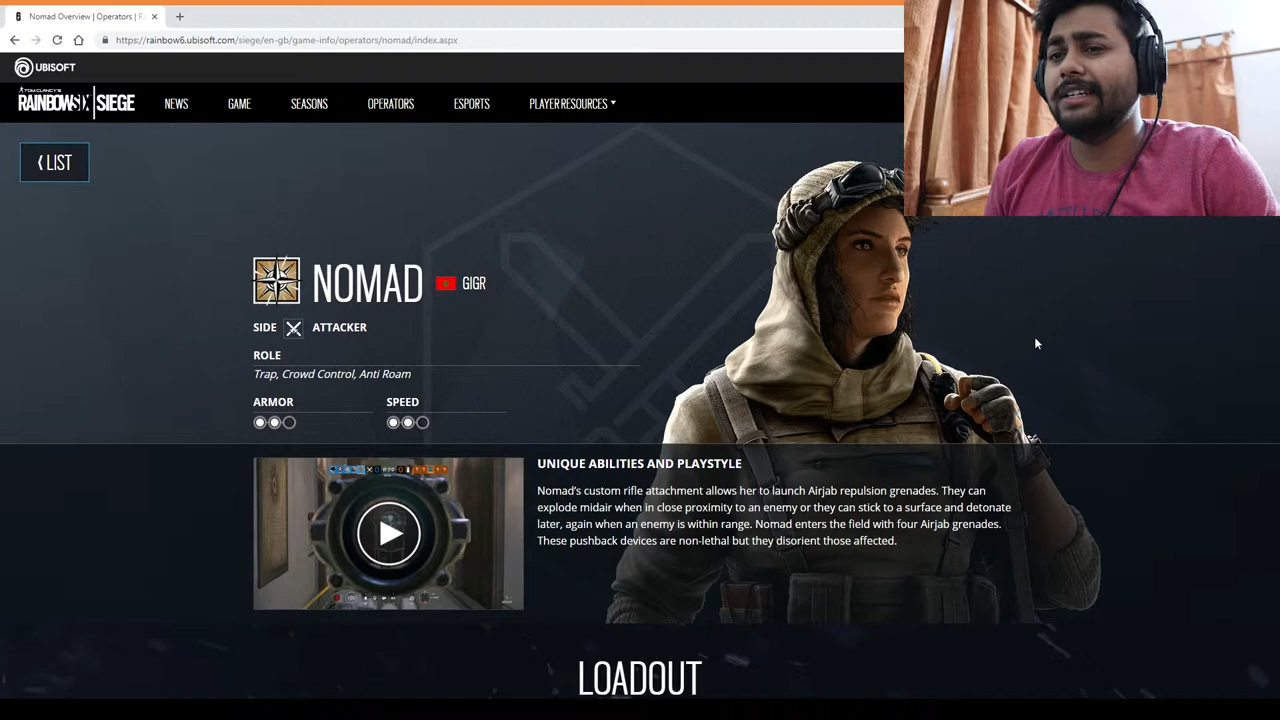 Nomad Overview | Operators |
https://rainbow6.ubisoft.com/siege/en-gb/game-info/operators/nomad/index.aspx
UBISOFT
TOM CLANCY'S
RAINBOWSIX|SIEGE
NEWS
GAME
SEASONS
OPERATORS
ESPORTS
PLAYER RESOURCES
LIST
NOMAD
GIGR
SIDE
ATTACKER
ROLE
Trap, Crowd Control, Anti Roam
ARMOR
SPEED
UNIQUE ABILITIES AND PLAYSTYLE
Nomad's custom rifle attachment allows her to launch Airjab repulsion grenades. They can
explode midair when in close proximity to an enemy or they can stick to a surface and detonate
later, again when an enemy is within range. Nomad enters the field with four Airjab grenades.
These pushback devices are non-lethal but they disorient those affected.
LOADOUT